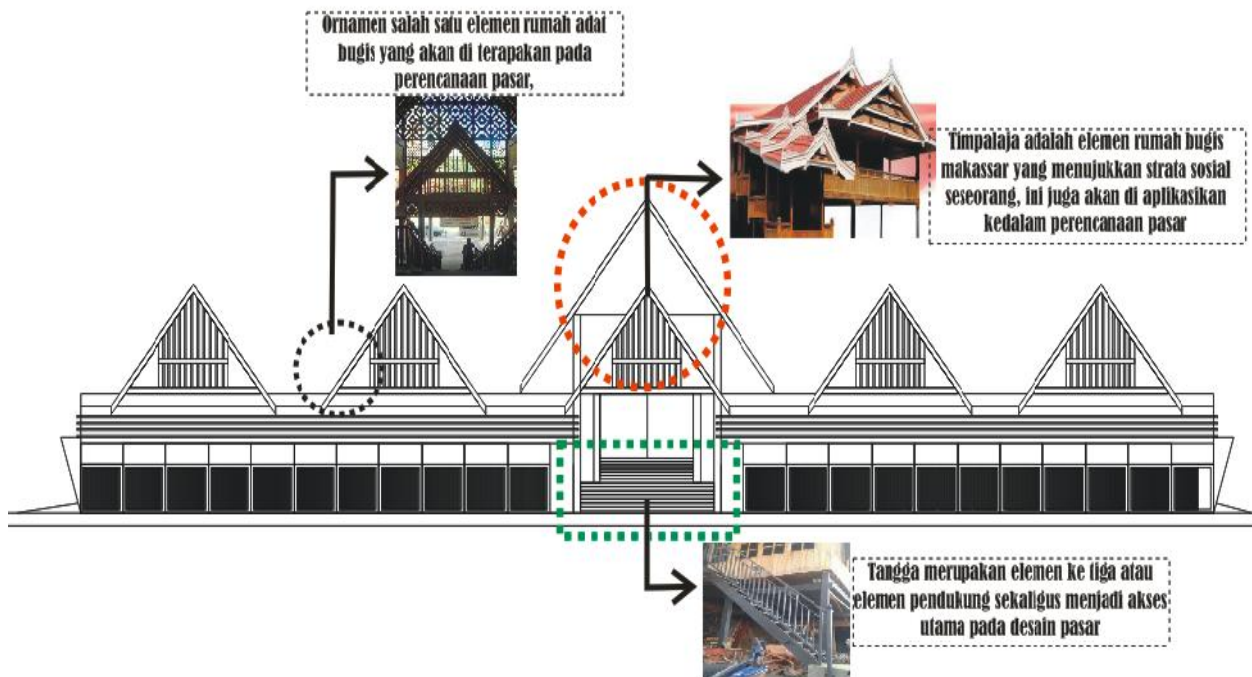 Ornamen salah satu elemen rumah adat
bugis yang akan di terapakan pada
perencanaan pasar,
Timpalaja adalah elemen rumah bugis
makassar yang menujukkan strata sosial
seseorang, ini juga akan di aplikasikan
kedalam perencanaan pasar
Tangga merupakan elemen ke tiga atau
elemen pendukung sekaligus menjadi akses
utama pada desain pasar